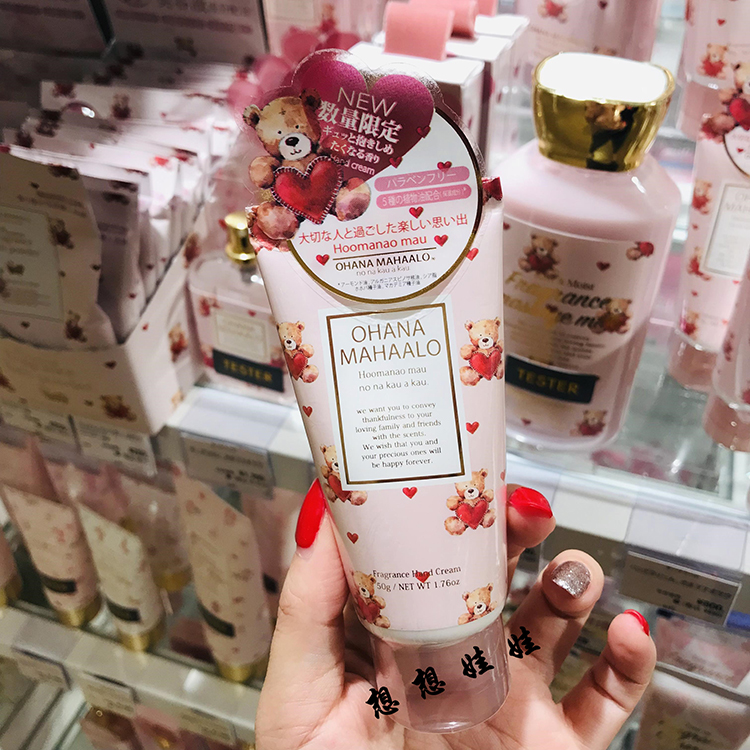 NEW
数量限定
ギュッと抱きしめ
たくなる香り
Hand cream
パラベンフリー
5種の植物油配合
大切な人と過ごした楽しい思い出
Hoomanao mau
OHANA MAHAALO
no na kau a kau
OHANA
MAHAALO
Hoomanao mau
no na kau a kau.
we want you to convey
thankfulness to your
loving family and friends
with the scents.
We wish that you and
your precious ones will
be happy forever.
Fragrance Hand Cream
50g / NET WT 1.76oz
TESTER
Moist
Fragrance
TESTER
想想娃娃